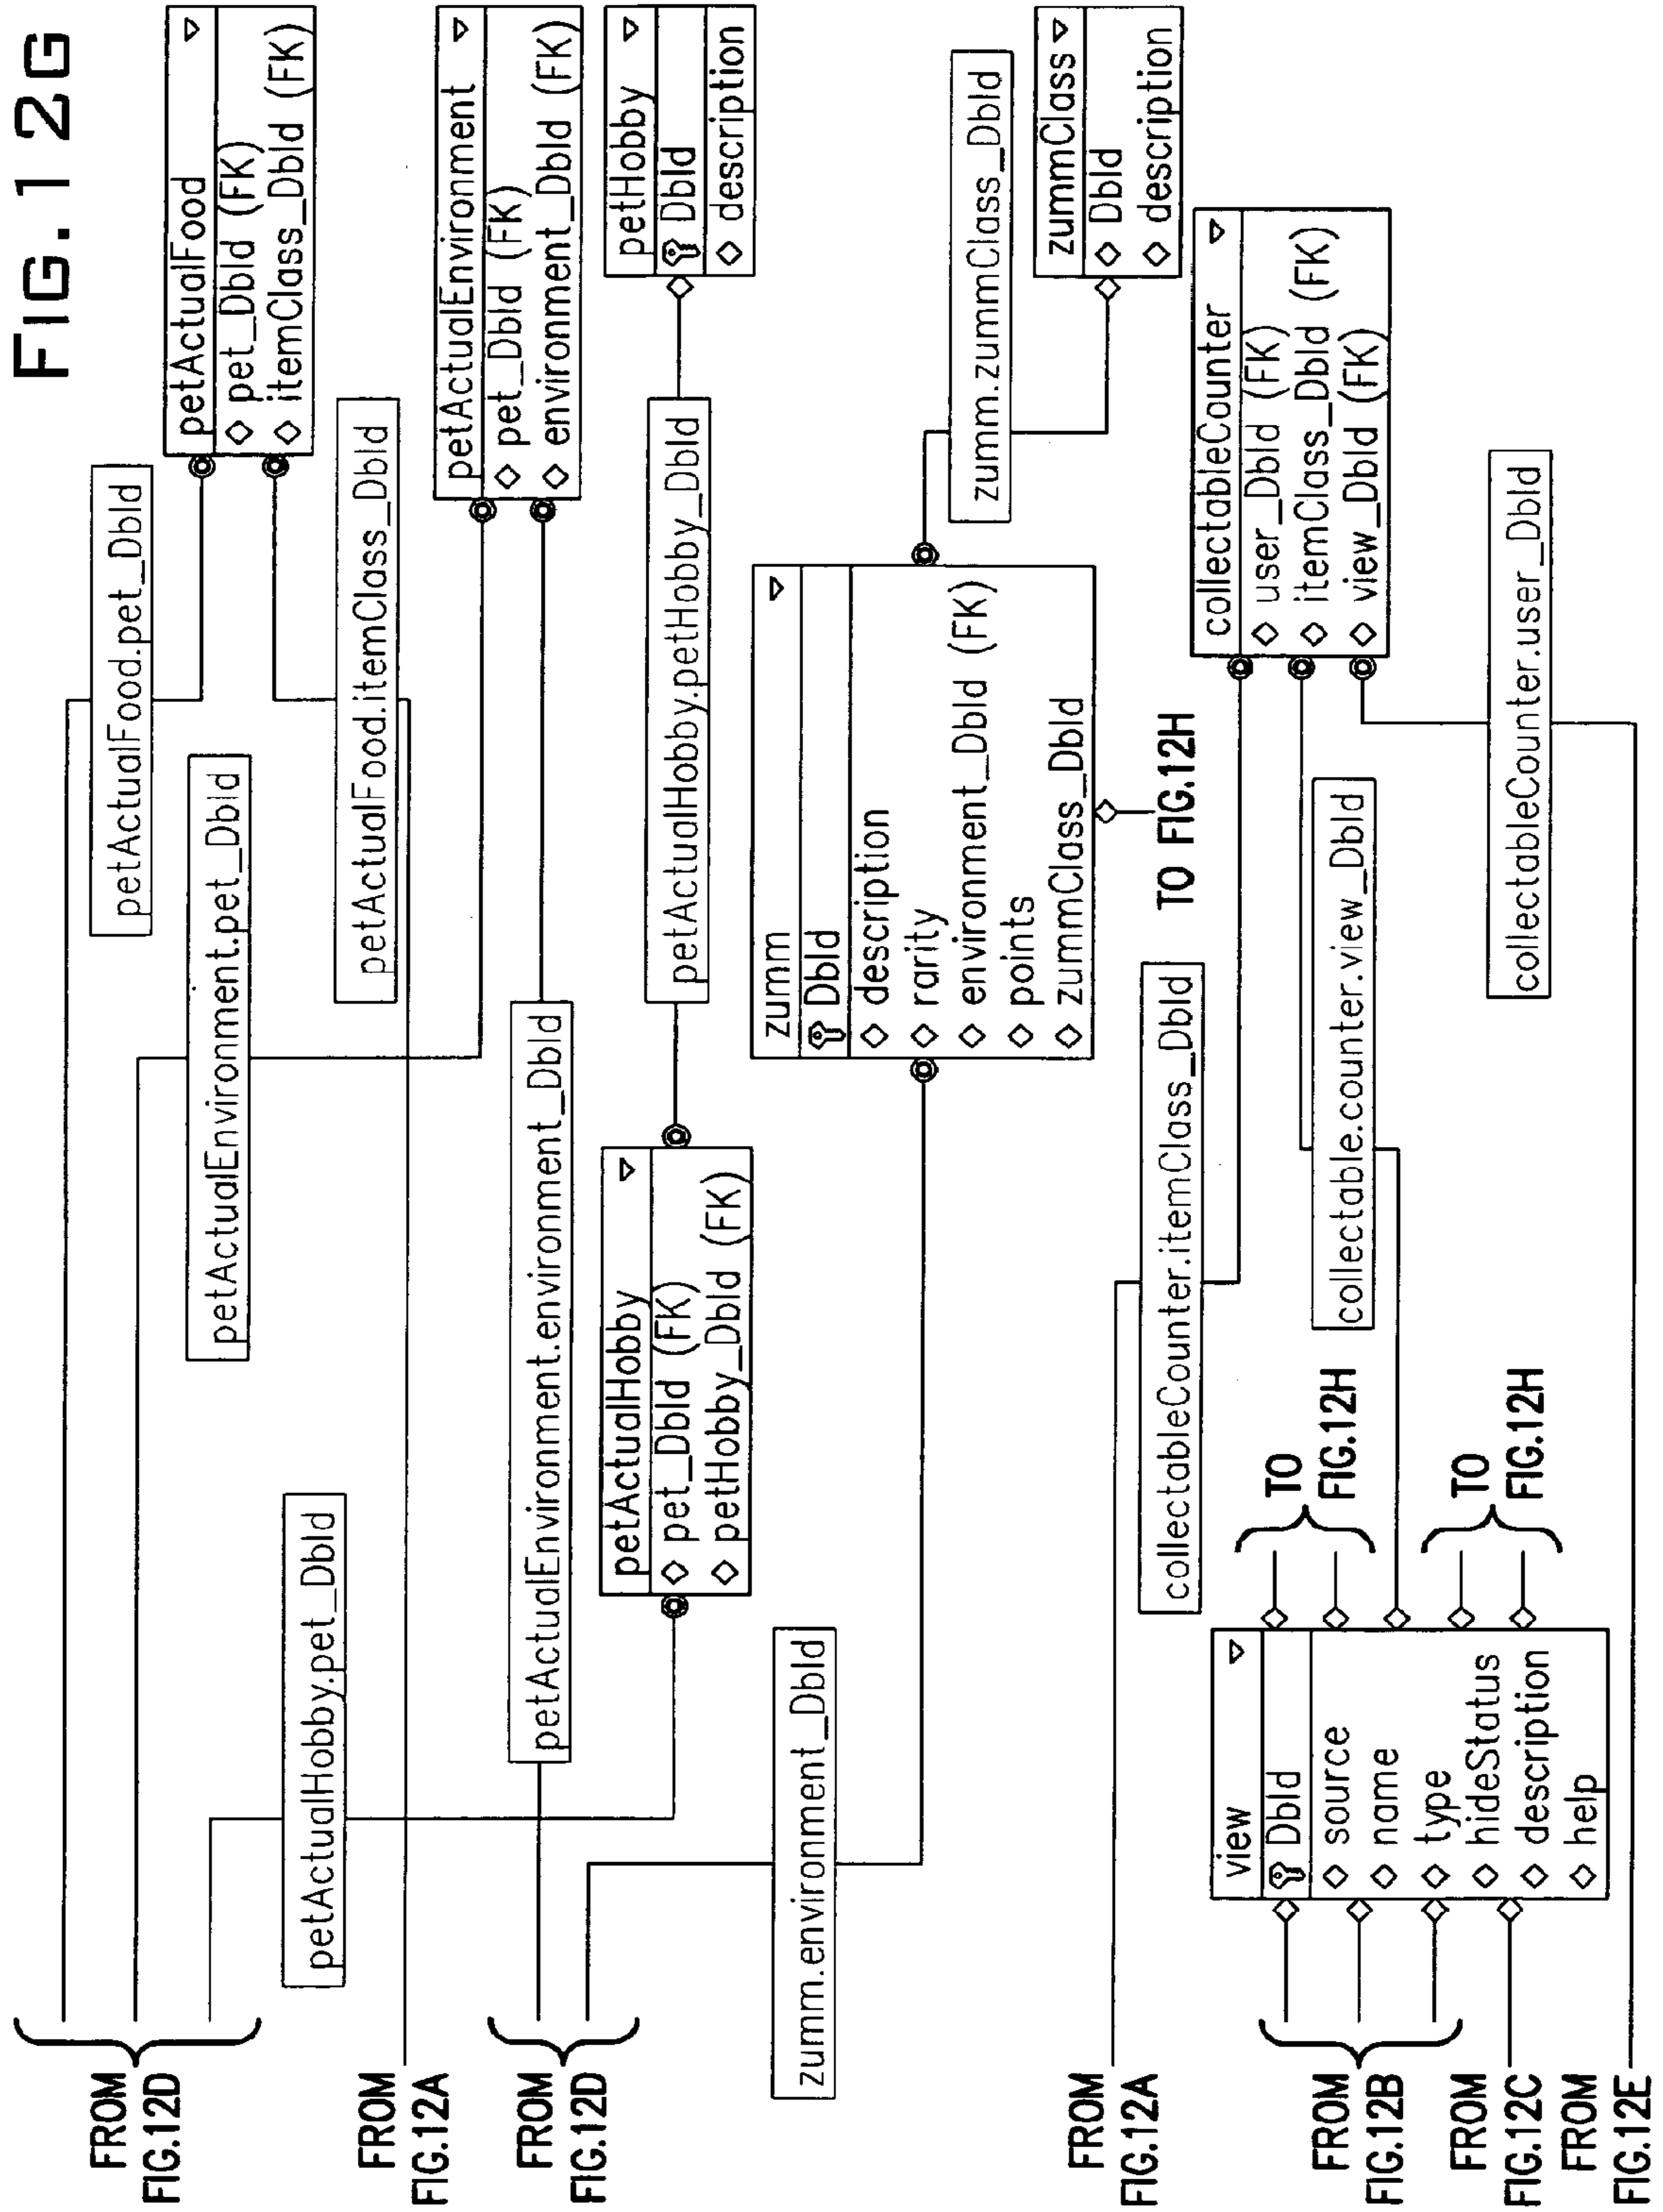 FIG. 12G
FROM
FIG.12D
petActualFood.pet_DbId
petActualFood
pet_DbId (FK)
itemClass_DbId (FK)
petActualEnvironment.pet_DbId
petActualHobby.pet_DbId
FROM
FIG.12A
petActualFood.itemClass_DbId
petActualEnvironment
pet_DbId (FK)
environment_DbId (FK)
FROM
FIG.12D
petActualEnvironment.environment_DbId
petActualHobby
pet_DbId (FK)
petHobby_DbId (FK)
petActualHobby.petHobby_DbId
petHobby
DbId
description
zumm.environment_DbId
zumm
DbId
description
rarity
environment_DbId (FK)
points
zummClass_DbId
TO FIG.12H
zumm.zummClass_DbId
zummClass
DbId
description
FROM
FIG.12A
collectableCounter.itemClass_DbId
collectableCounter
user_DbId (FK)
itemClass_DbId (FK)
view_DbId (FK)
FROM
FIG.12B
view
DbId
source
name
type
hideStatus
description
help
TO
FIG.12H
collectable.counter.view_DbId
TO
FIG.12H
FROM
FIG.12C
FROM
FIG.12E
collectableCounter.user_DbId